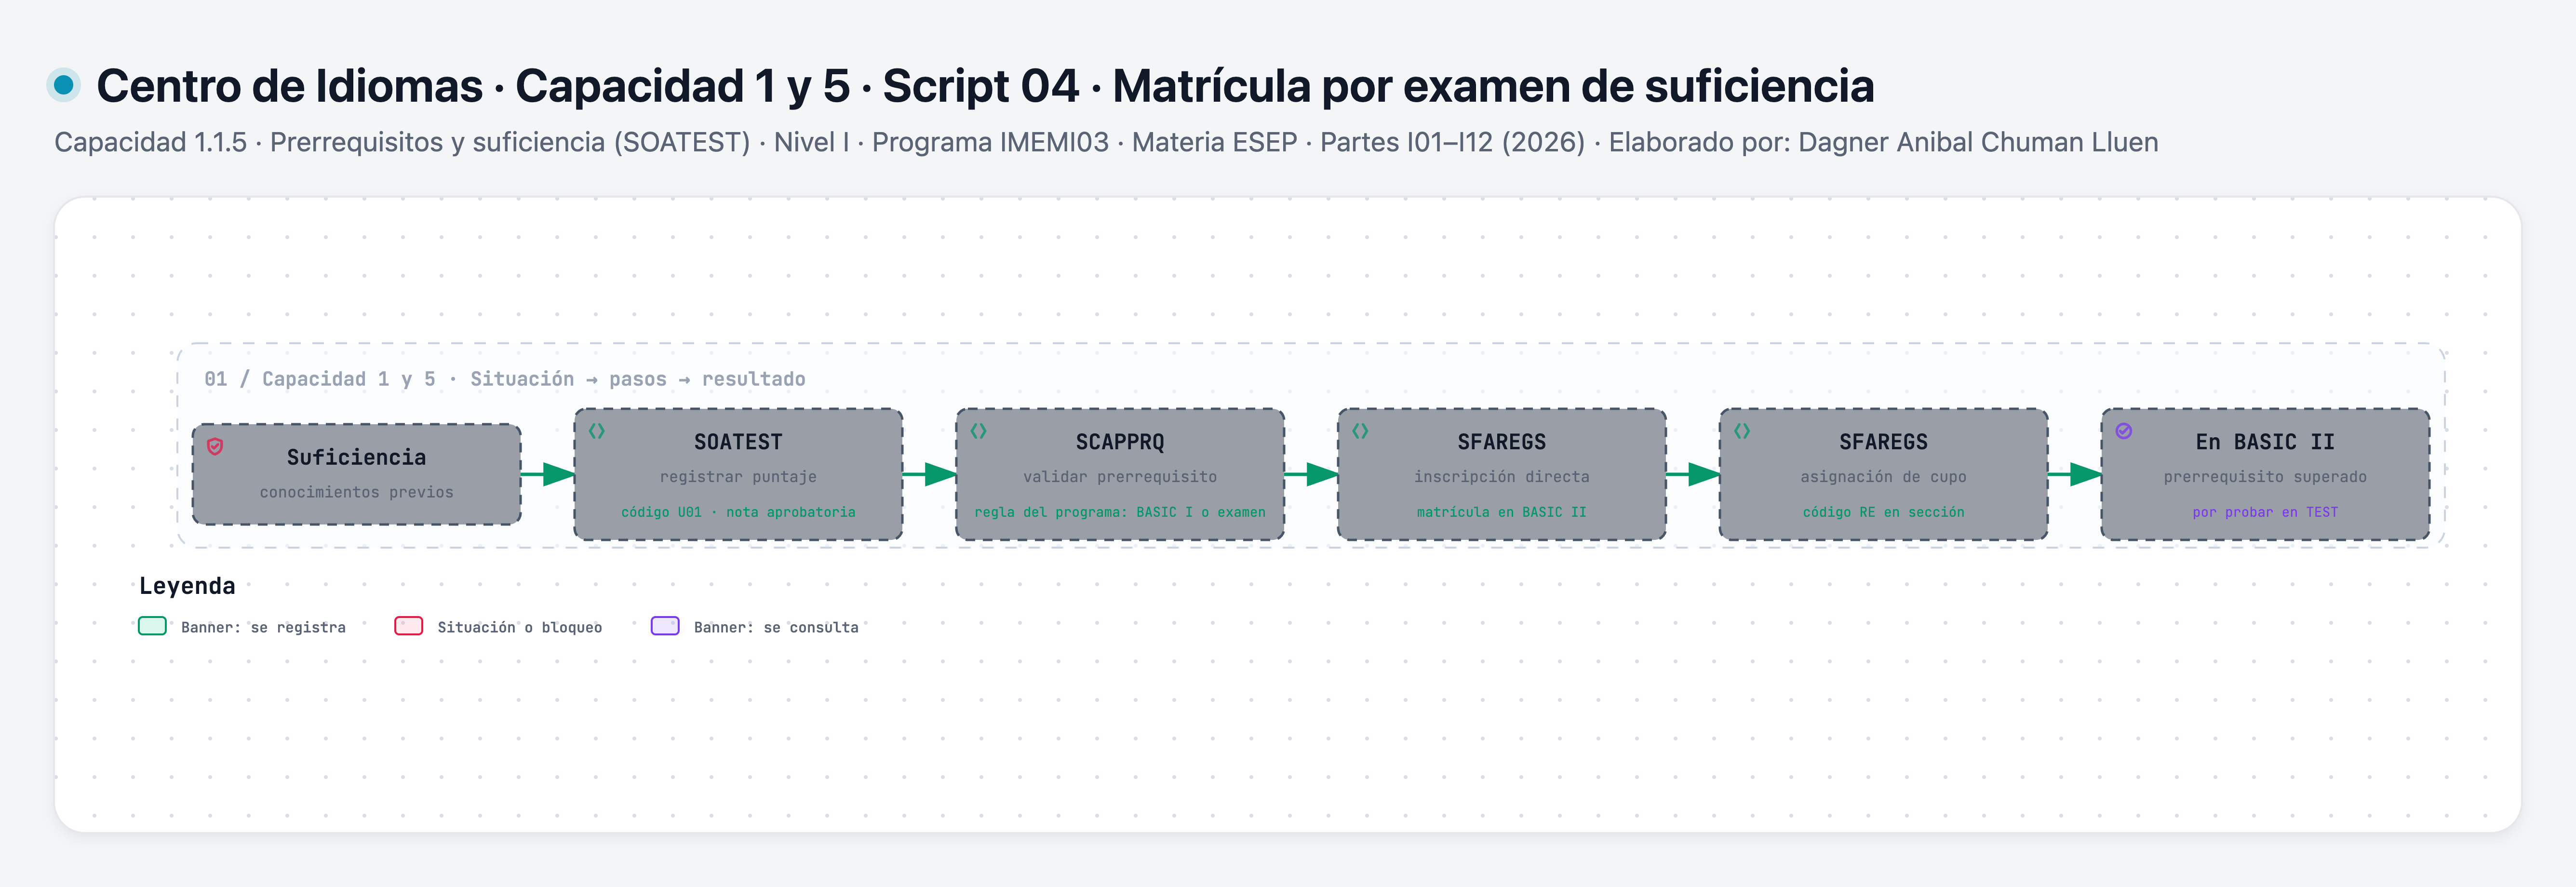 Centro de Idiomas · Capacidad 1 y 5 · Script 04 · Matrícula por examen de suficiencia
Capacidad 1.1.5 · Prerrequisitos y suficiencia (SOATEST) · Nivel I · Programa IMEMI03 · Materia ESEP · Partes I01–I12 (2026) · Elaborado por: Dagner Anibal Chuman Lluen
01 / Capacidad 1 y 5 · Situación → pasos → resultado
Suficiencia
conocimientos previos
SOATEST
registrar puntaje
código U01 · nota aprobatoria
SCAPPRQ
validar prerrequisito
regla del programa: BASIC I o examen
SFAREGS
inscripción directa
matrícula en BASIC II
SFAREGS
asignación de cupo
código RE en sección
En BASIC II
prerrequisito superado
por probar en TEST
Leyenda
Banner: se registra
Situación o bloqueo
Banner: se consulta